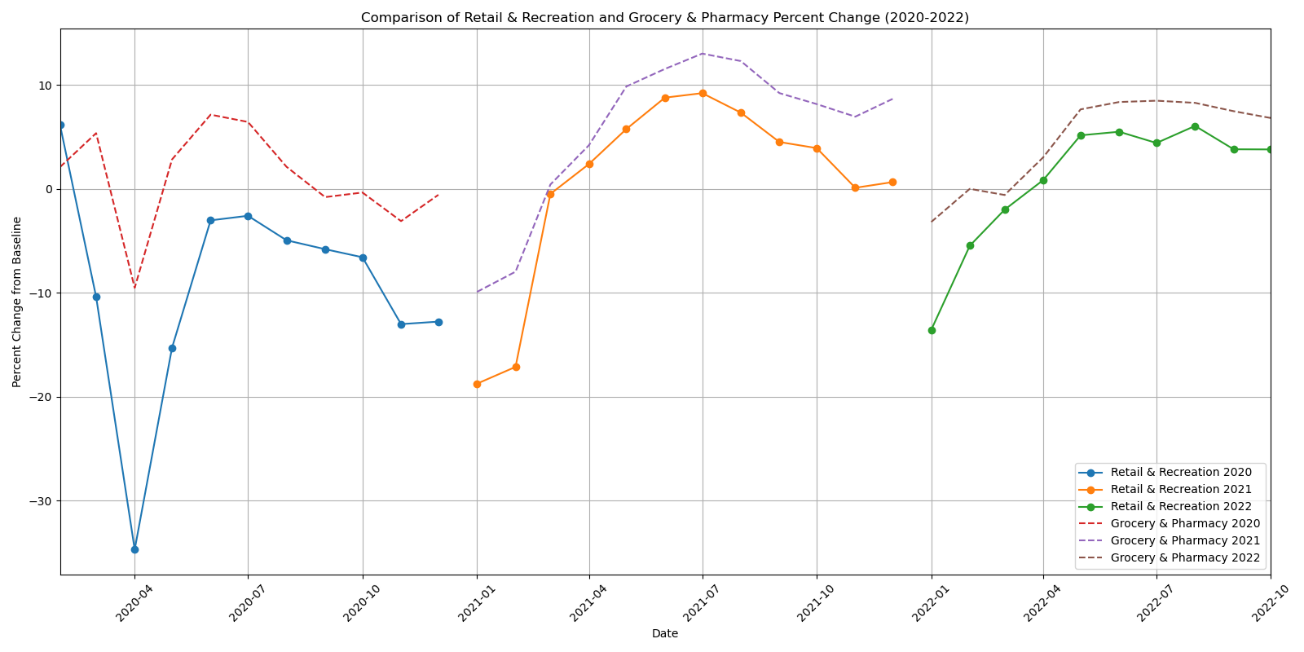 Comparison of Retail & Recreation and Grocery & Pharmacy Percent Change (2020-2022)
Percent Change from Baseline
10
0
−10
−20
−30
Retail & Recreation 2020
Retail & Recreation 2021
Retail & Recreation 2022
Grocery & Pharmacy 2020
Grocery & Pharmacy 2021
Grocery & Pharmacy 2022
2020-04
2020-07
2020-10
2021-01
2021-04
2021-07
2021-10
2022-01
2022-04
2022-07
2022-10
Date